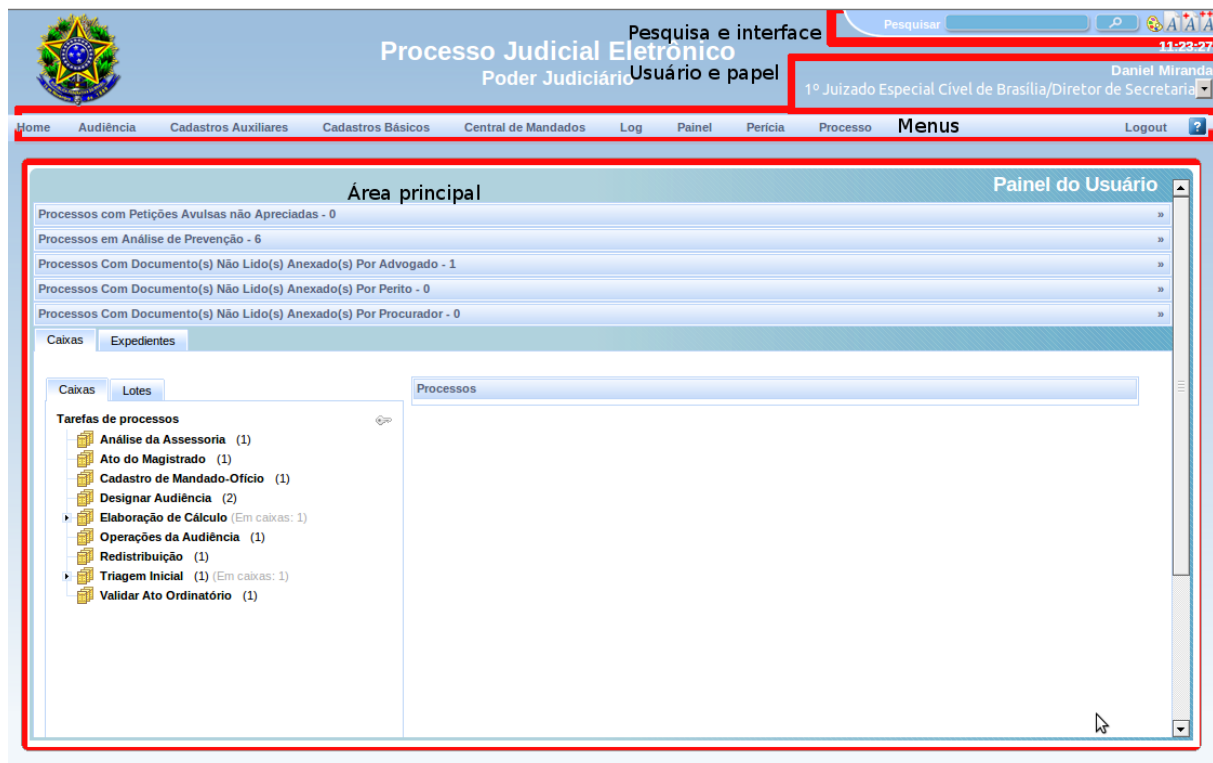 Pesquisa e interface
Pesquisar
A A A
11:23:27
Processo Judicial Eletrônico
Poder Judiciário
Usuário e papel
Daniel Miranda
1º Juizado Especial Cível de Brasília/Diretor de Secretaria
Home Audiência Cadastros Auxiliares Cadastros Básicos Central de Mandados Log Painel Perícia Processo Menus Logout ?
Área principal
Painel do Usuário
Processos com Petições Avulsas não Apreciadas - 0 »
Processos em Análise de Prevenção - 6 »
Processos Com Documento(s) Não Lido(s) Anexado(s) Por Advogado - 1 »
Processos Com Documento(s) Não Lido(s) Anexado(s) Por Perito - 0 »
Processos Com Documento(s) Não Lido(s) Anexado(s) Por Procurador - 0 »
Caixas Expedientes
Caixas Lotes
Processos
Tarefas de processos
Análise da Assessoria (1)
Ato do Magistrado (1)
Cadastro de Mandado-Ofício (1)
Designar Audiência (2)
Elaboração de Cálculo (Em caixas: 1)
Operações da Audiência (1)
Redistribuição (1)
Triagem Inicial (1) (Em caixas: 1)
Validar Ato Ordinatório (1)